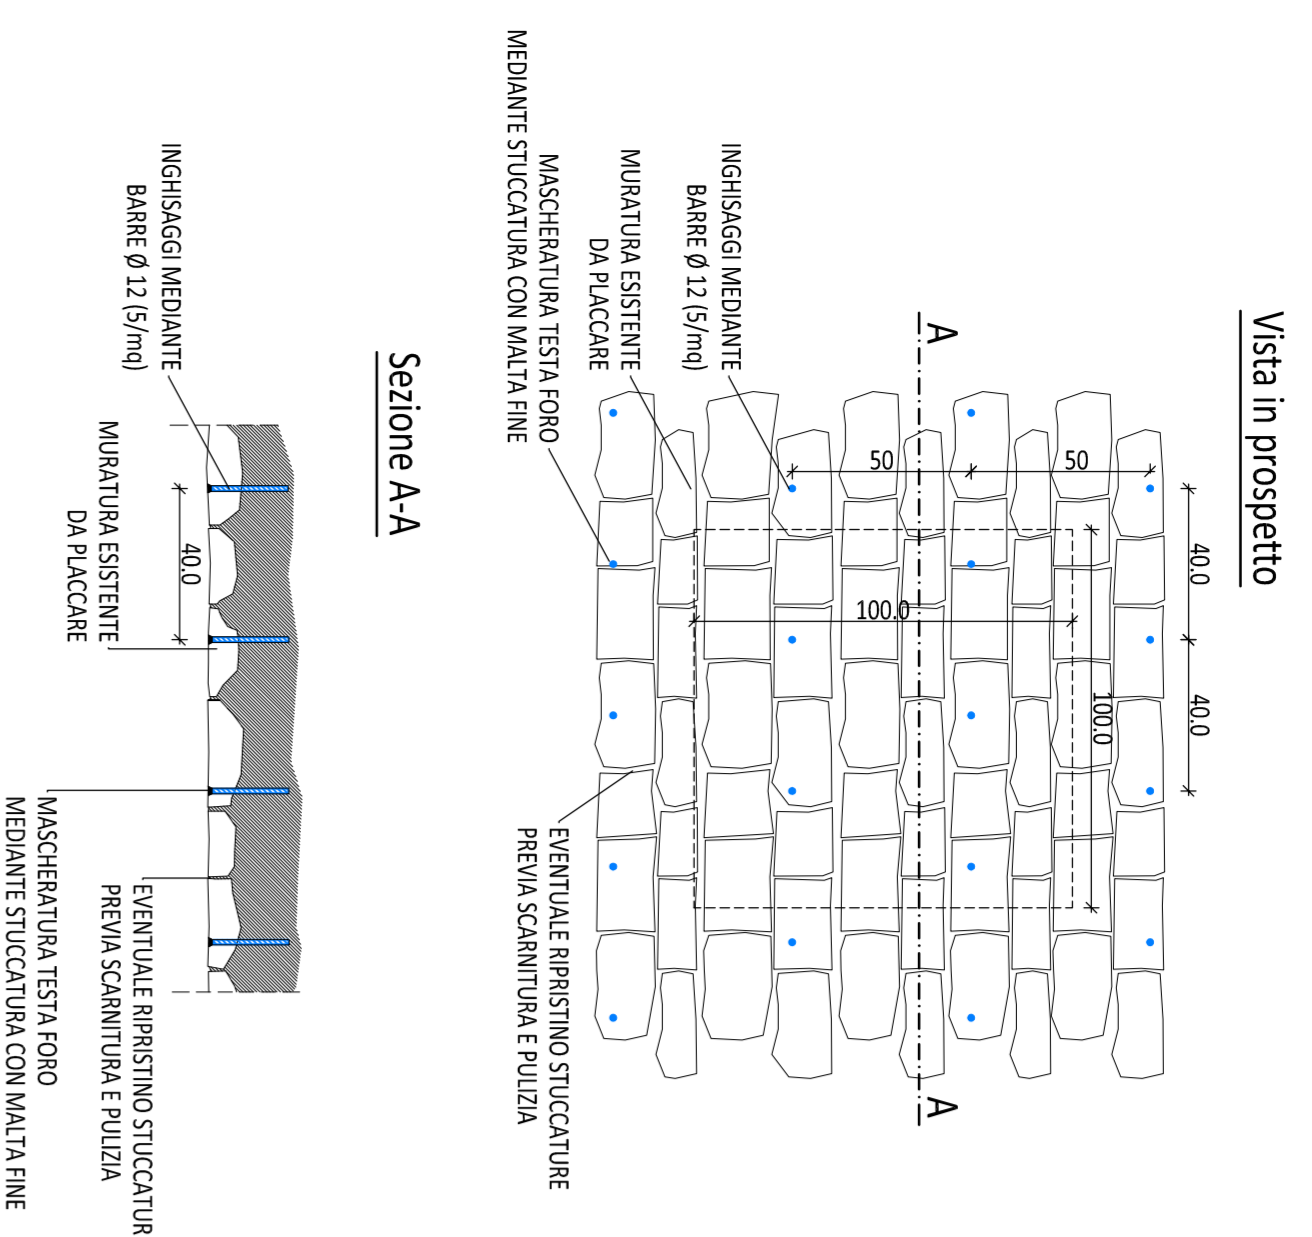 Vista in prospetto
40.0
40.0
50
50
100.0
100.0
A
A
INGHISAGGI MEDIANTE
BARRE Ø 12 (5/mq)
MURATURA ESISTENTE
DA PLACCARE
MASCHERATURA TESTA FORO
MEDIANTE STUCCATURA CON MALTA FINE
EVENTUALE RIPRISTINO STUCCATURE
PREVIA SCARNITURA E PULIZIA
Sezione A-A
INGHISAGGI MEDIANTE
BARRE Ø 12 (5/mq)
40.0
MURATURA ESISTENTE
DA PLACCARE
EVENTUALE RIPRISTINO STUCCATUR
PREVIA SCARNITURA E PULIZIA
MASCHERATURA TESTA FORO
MEDIANTE STUCCATURA CON MALTA FINE